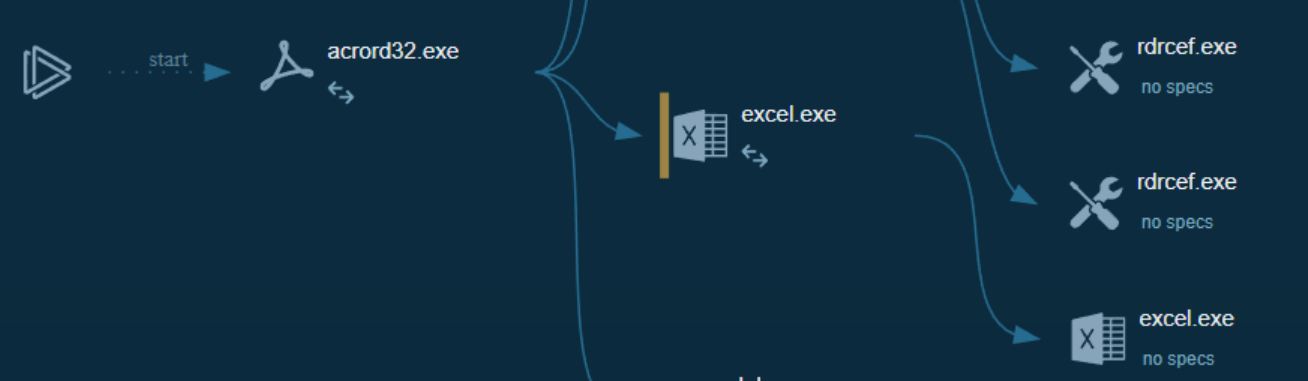 start
acrord32.exe
excel.exe
rdrcef.exe
no specs
rdrcef.exe
no specs
excel.exe
no specs